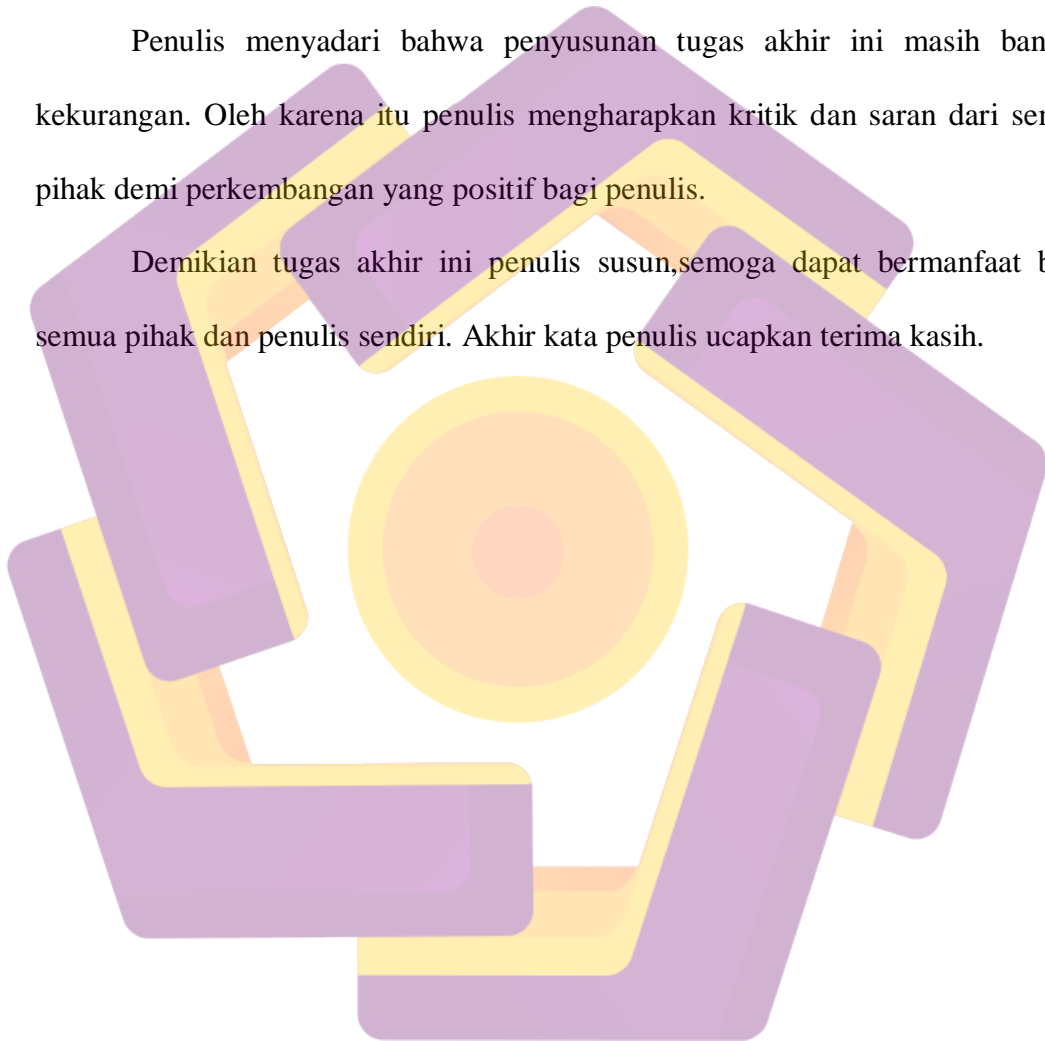 Penulis menyadari bahwa penyusunan tugas akhir ini masih ban
kekurangan. Oleh karena itu penulis mengharapkan kritik dan saran dari se
pihak demi perkembangan yang positif bagi penulis.
Demikian tugas akhir ini penulis susun,semoga dapat bermanfaat b
semua pihak dan penulis sendiri. Akhir kata penulis ucapkan terima kasih.